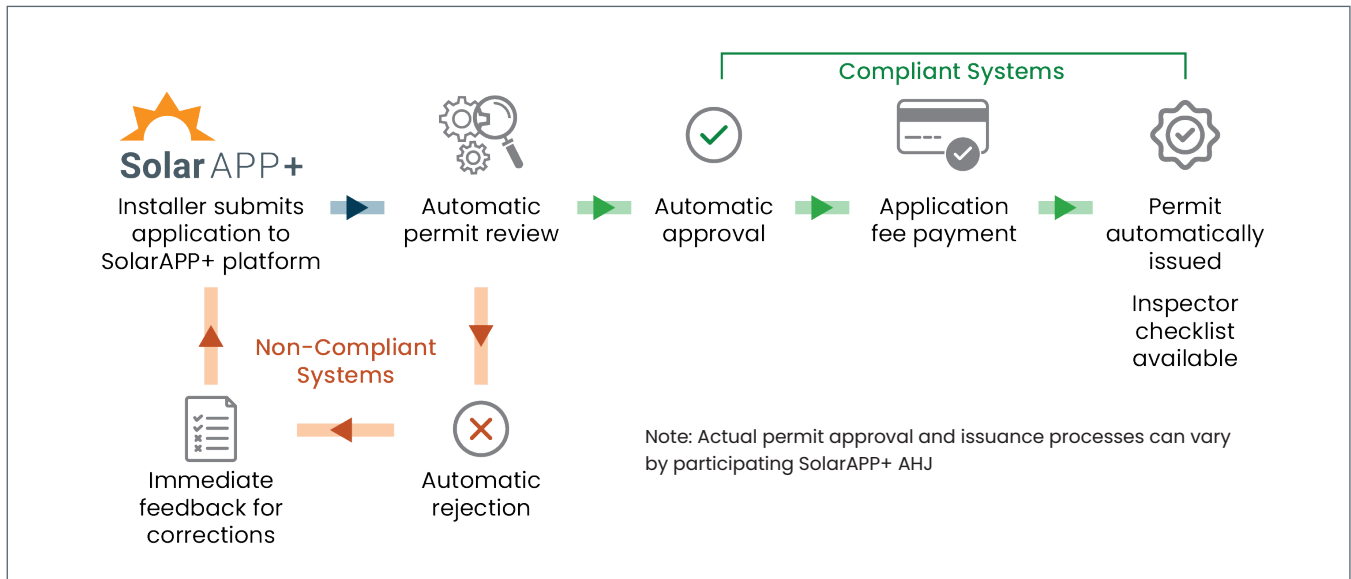 Compliant Systems
SolarAPP+
Installer submits
application to
SolarAPP+ platform
Automatic
permit review
Automatic
approval
Application
fee payment
Permit
automatically
issued
Inspector
checklist
available
Non-Compliant
Systems
Immediate
feedback for
corrections
Automatic
rejection
Note: Actual permit approval and issuance processes can vary
by participating SolarAPP+ AHJ